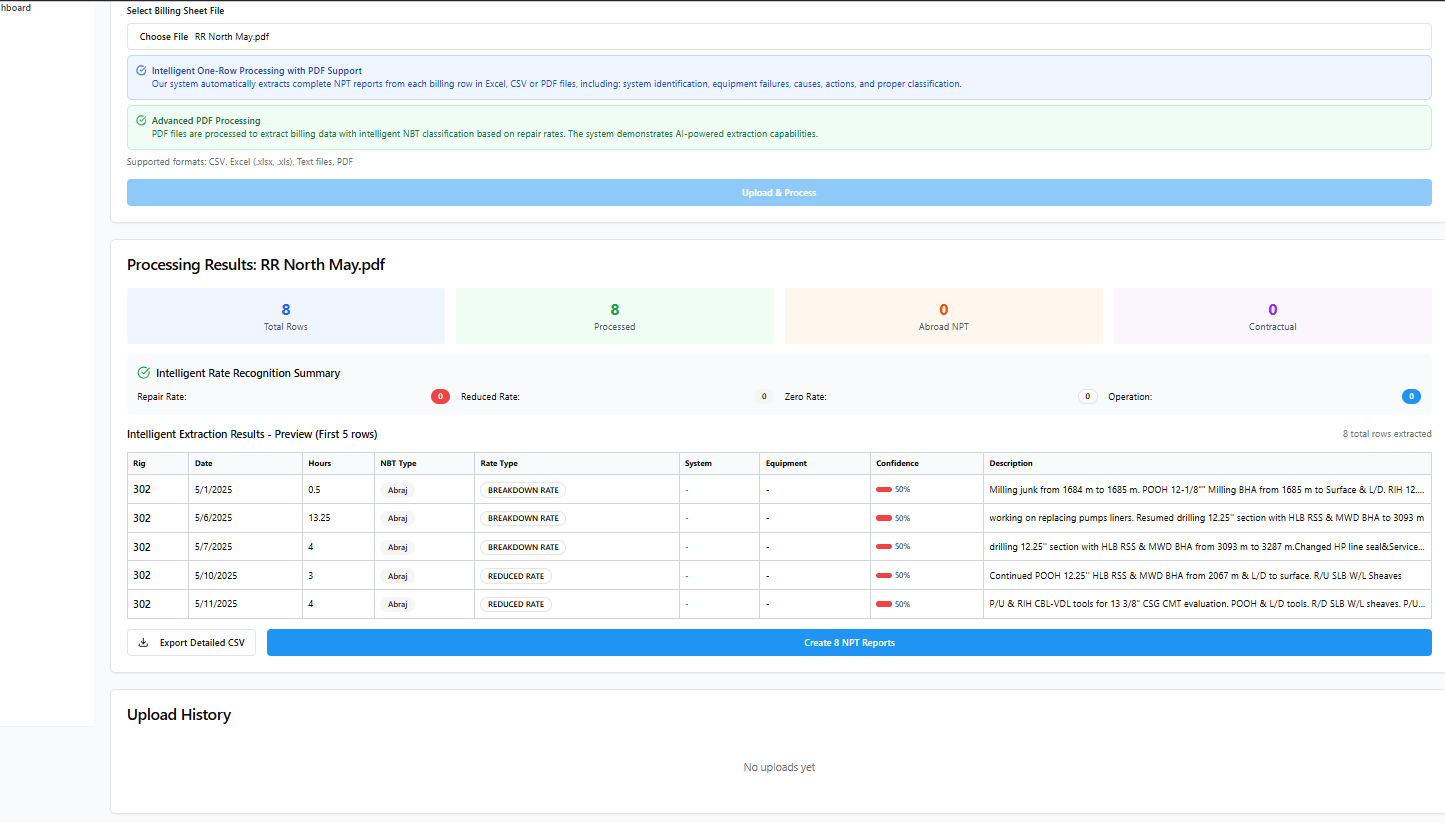 hboard
Select Billing Sheet File
Choose File RR North May.pdf
Intelligent One-Row Processing with PDF Support
Our system automatically extracts complete NPT reports from each billing row in Excel, CSV or PDF files, including: system identification, equipment failures, causes, actions, and proper classification.
Advanced PDF Processing
PDF files are processed to extract billing data with intelligent NBT classification based on repair rates. The system demonstrates AI-powered extraction capabilities.
Supported formats: CSV, Excel (.xlsx, .xls), Text files, PDF
Upload & Process
Processing Results: RR North May.pdf
8 8 0 0
Total Rows Processed Abroad NPT Contractual
Intelligent Rate Recognition Summary
Repair Rate: 0 Reduced Rate: 0 Zero Rate: 0 Operation: 0
Intelligent Extraction Results - Preview (First 5 rows) 8 total rows extracted
Rig Date Hours NBT Type Rate Type System Equipment Confidence Description
302 5/1/2025 0.5 Abraj BREAKDOWN RATE - - 50% Milling junk from 1684 m to 1685 m. POOH 12-1/8"" Milling BHA from 1685 m to Surface & L/D. RIH 12....
302 5/6/2025 13.25 Abraj BREAKDOWN RATE - - 50% working on replacing pumps liners. Resumed drilling 12.25" section with HLB RSS & MWD BHA to 3093 m
302 5/7/2025 4 Abraj BREAKDOWN RATE - - 50% drilling 12.25" section with HLB RSS & MWD BHA from 3093 m to 3287 m.Changed HP line seal&Service...
302 5/10/2025 3 Abraj REDUCED RATE - - 50% Continued POOH 12.25" HLB RSS & MWD BHA from 2067 m & L/D to surface. R/U SLB W/L Sheaves
302 5/11/2025 4 Abraj REDUCED RATE - - 50% P/U & RIH CBL-VDL tools for 13 3/8" CSG CMT evaluation. POOH & L/D tools. R/D SLB W/L sheaves. P/U...
Export Detailed CSV Create 8 NPT Reports
Upload History
No uploads yet